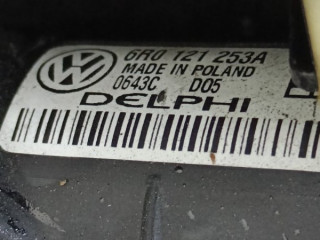 6R0 121 253A
MADE IN POLAND
0643C D05
DELPHI